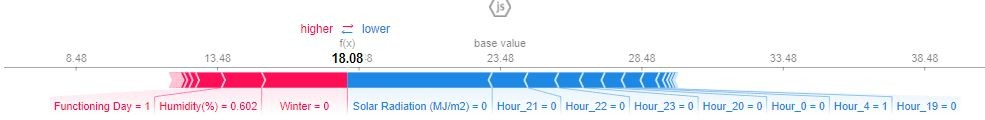 js
higher ⇄ lower
f(x) base value
8.48 13.48 18.08 8 23.48 28.48 33.48 38.48
Functioning Day = 1 Humidity(%) = 0.602 Winter = 0 Solar Radiation (MJ/m2) = 0 Hour_21 = 0 Hour_22 = 0 Hour_23 = 0 Hour_20 = 0 Hour_0 = 0 Hour_4 = 1 Hour_19 = 0